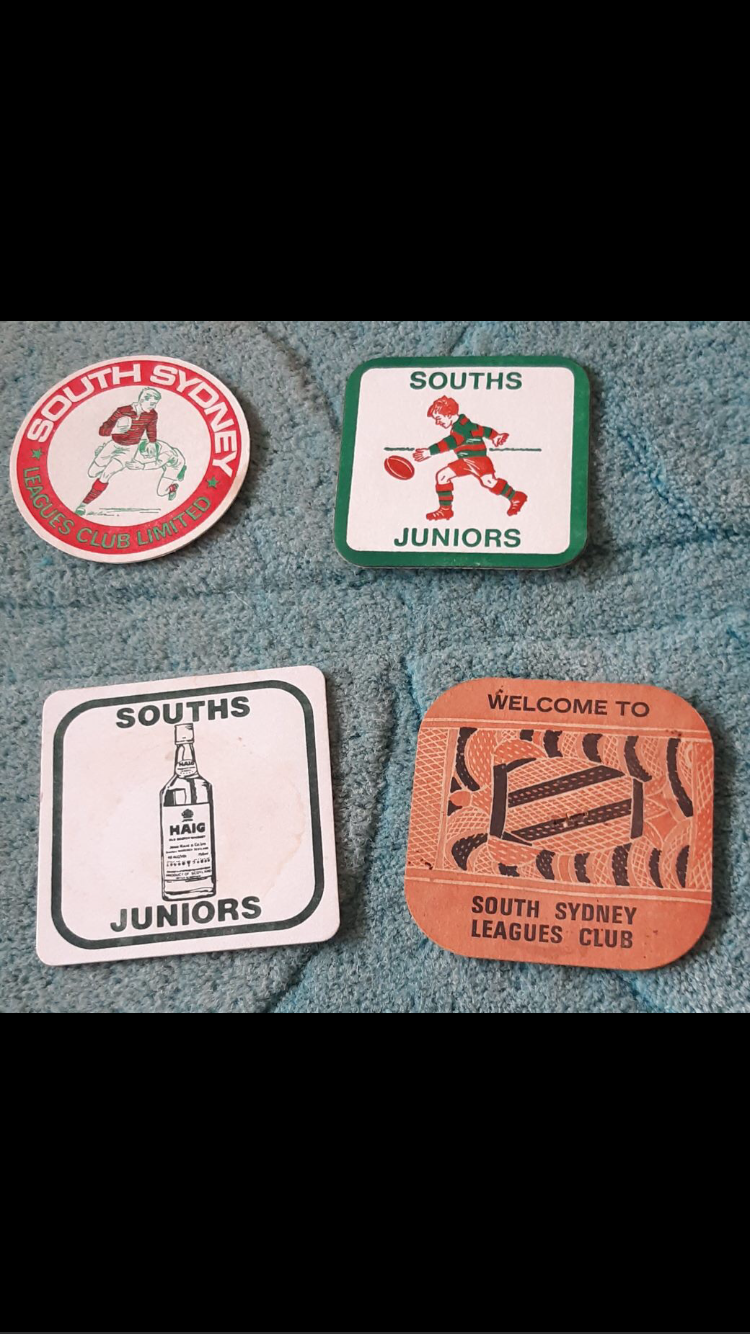 SOUTH SYDNEY
★ LEAGUES CLUB LIMITED ★
SOUTHS
JUNIORS
SOUTHS
HAIG
JUNIORS
WELCOME TO
SOUTH SYDNEY
LEAGUES CLUB